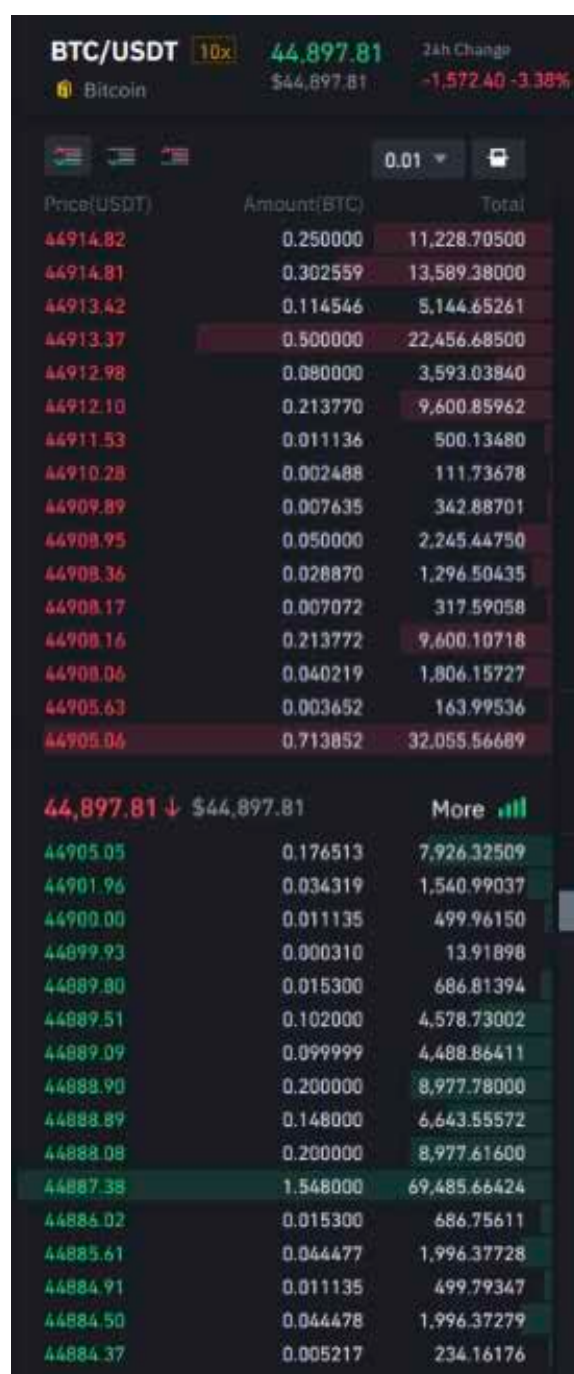 BTC/USDT 10x 44,897.81 24h Change
Bitcoin $44,897.81 -1,572.40 -3.38%
0.01
Price(USDT) Amount(BTC) Total
44914.82 0.250000 11,228.70500
44914.81 0.302559 13,589.38000
44913.42 0.114546 5,144.65261
44913.37 0.500000 22,456.68500
44912.98 0.080000 3,593.03840
44912.10 0.213770 9,600.85962
44911.53 0.011136 500.13480
44910.28 0.002488 111.73678
44909.89 0.007635 342.88701
44908.95 0.050000 2,245.44750
44908.36 0.028870 1,296.50435
44908.17 0.007072 317.59058
44908.16 0.213772 9,600.10718
44908.06 0.040219 1,806.15727
44905.63 0.003652 163.99536
44905.06 0.713852 32,055.56689
44,897.81↓ $44,897.81 More
44905.05 0.176513 7,926.32509
44901.96 0.034319 1,540.99037
44900.00 0.011135 499.96150
44899.93 0.000310 13.91898
44889.80 0.015300 686.81394
44889.51 0.102000 4,578.73002
44889.09 0.099999 4,488.86411
44888.90 0.200000 8,977.78000
44888.89 0.148000 6,643.55572
44888.08 0.200000 8,977.61600
44887.38 1.548000 69,485.66424
44886.02 0.015300 686.75611
44885.61 0.044477 1,996.37728
44884.91 0.011135 499.79347
44884.50 0.044478 1,996.37279
44884.37 0.005217 234.16176